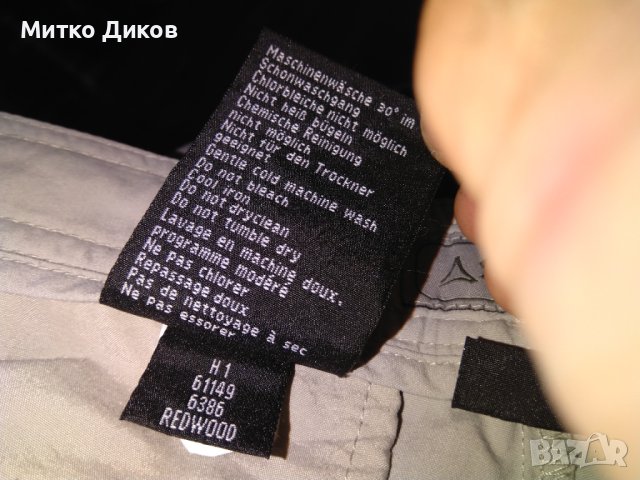 Митко Диков
Maschinenwäsche 30° im
Schonwaschgang
Chlorbleiche nicht möglich
Nicht heiß bügeln
Chemische Reinigung
nicht möglich
Nicht für den Trockner
geeignet
Gentle cold machine wash
Do not bleach
Cool iron
Do not dryclean
Do not tumble dry
Lavage en machine doux.
programme modéré
Ne pas chlorer
Repassage doux
Pas de nettoyage à sec
Ne pas essorer
H 1
61149
6386
REDWOOD
BAZAR